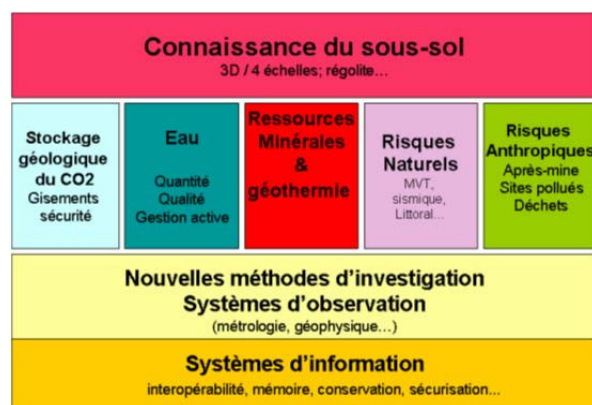 Connaissance du sous-sol
3D / 4 échelles; régolite...
Stockage
géologique
du CO2
Gisements
sécurité
Eau
Quantité
Qualité
Gestion active
Ressources
Minérales
&
géothermie
Risques
Naturels
MVT,
sismique,
Littoral...
Risques
Anthropiques
Après-mine
Sites pollués
Déchets
Nouvelles méthodes d'investigation
Systèmes d'observation
(métrologie, géophysique...)
Systèmes d'information
interopérabilité, mémoire, conservation, sécurisation...